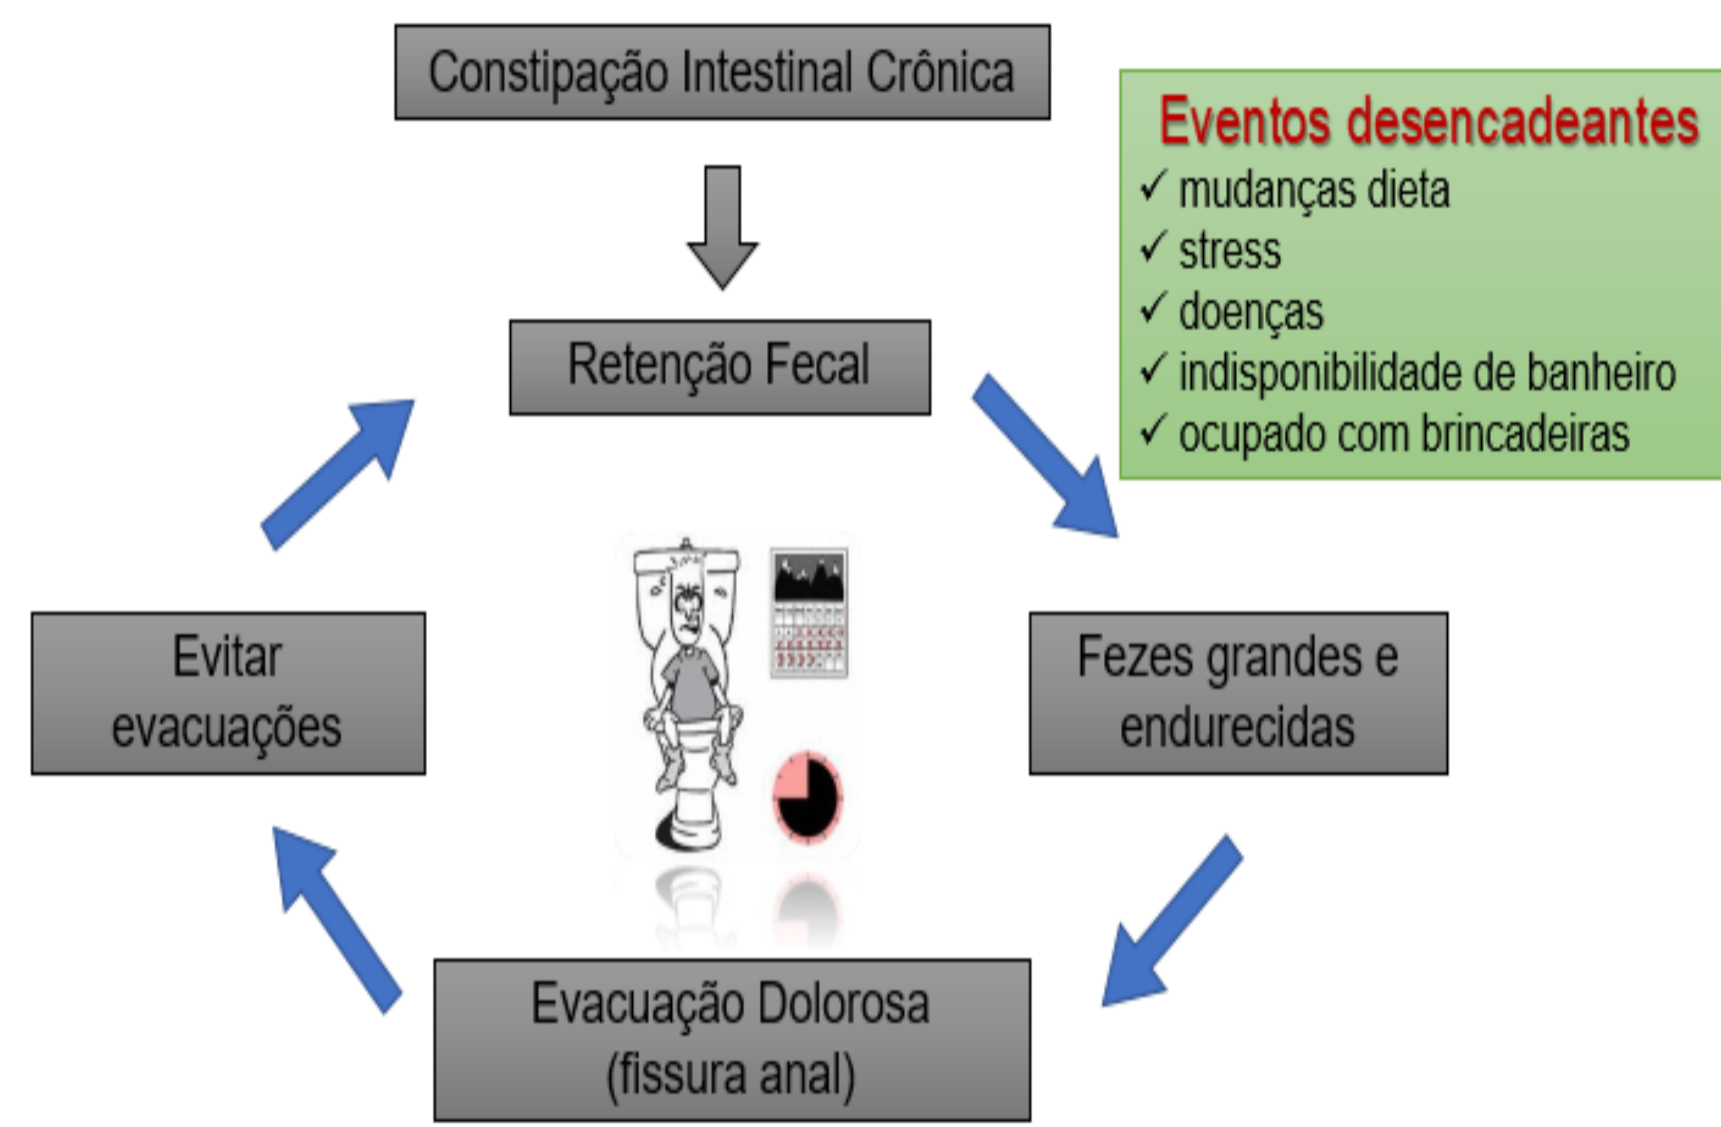 Constipação Intestinal Crônica
Eventos desencadeantes
✓ mudanças dieta
✓ stress
✓ doenças
✓ indisponibilidade de banheiro
✓ ocupado com brincadeiras
Retenção Fecal
Evitar
evacuações
Fezes grandes e
endurecidas
Evacuação Dolorosa
(fissura anal)